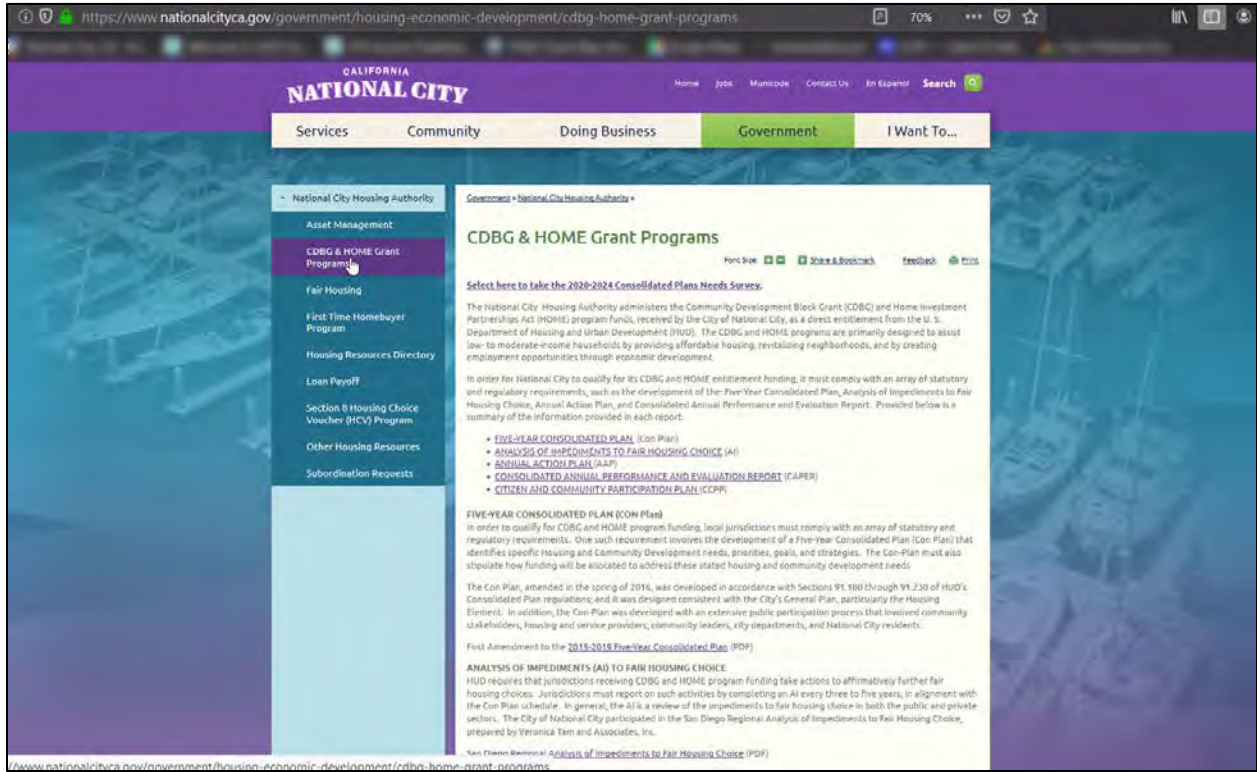 https://www.nationalcityca.gov/government/housing-economic-development/cdbg-home-grant-programs
70%
CALIFORNIA
NATIONAL CITY
Home Jobs Municode Contact Us En Espanol Search
Services Community Doing Business Government I Want To...
National City Housing Authority
Asset Management
CDBG & HOME Grant
Programs
Fair Housing
First Time Homebuyer
Program
Housing Resources Directory
Loan Payoff
Section 8 Housing Choice
Voucher (HCV) Program
Other Housing Resources
Subordination Requests
Government » National City Housing Authority »
CDBG & HOME Grant Programs
Font Size: Share & Bookmark Feedback Print
Select here to take the 2020-2024 Consolidated Plans Needs Survey.
The National City Housing Authority administers the Community Development Block Grant (CDBG) and Home Investment
Partnerships Act (HOME) program funds, received by the City of National City, as a direct entitlement from the U. S.
Department of Housing and Urban Development (HUD). The CDBG and HOME programs are primarily designed to assist
low- to moderate-income households by providing affordable housing, revitalizing neighborhoods, and by creating
employment opportunities through economic development.
In order for National City to qualify for its CDBG and HOME entitlement funding, it must comply with an array of statutory
and regulatory requirements, such as the development of the: Five-Year Consolidated Plan, Analysis of Impediments to Fair
Housing Choice, Annual Action Plan, and Consolidated Annual Performance and Evaluation Report. Provided below is a
summary of the information provided in each report.
• FIVE-YEAR CONSOLIDATED PLAN (Con Plan)
• ANALYSIS OF IMPEDIMENTS TO FAIR HOUSING CHOICE (AI)
• ANNUAL ACTION PLAN (AAP)
• CONSOLIDATED ANNUAL PERFORMANCE AND EVALUATION REPORT (CAPER)
• CITIZEN AND COMMUNITY PARTICIPATION PLAN (CCPP)
FIVE-YEAR CONSOLIDATED PLAN (CON Plan)
In order to qualify for CDBG and HOME program funding, local jurisdictions must comply with an array of statutory and
regulatory requirements. One such requirement involves the development of a Five-Year Consolidated Plan (Con Plan) that
identifies specific Housing and Community Development needs, priorities, goals, and strategies. The Con-Plan must also
stipulate how funding will be allocated to address these stated housing and community development needs
The Con Plan, amended in the spring of 2016, was developed in accordance with Sections 91.100 through 91.230 of HUD's
Consolidated Plan regulations; and it was designed consistent with the City's General Plan, particularly the Housing
Element. In addition, the Con-Plan was developed with an extensive public participation process that involved community
stakeholders, housing and service providers, community leaders, city departments, and National City residents.
First Amendment to the 2015-2019 Five-Year Consolidated Plan (PDF)
ANALYSIS OF IMPEDIMENTS (AI) TO FAIR HOUSING CHOICE
HUD requires that jurisdictions receiving CDBG and HOME program funding take actions to affirmatively further fair
housing choices. Jurisdictions must report on such activities by completing an AI every three to five years, in alignment with
the Con Plan schedule. In general, the AI is a review of the impediments to fair housing choice in both the public and private
sectors. The City of National City participated in the San Diego Regional Analysis of Impediments to Fair Housing Choice,
prepared by Veronica Tam and Associates, Inc.
San Diego Regional Analysis of Impediments to Fair Housing Choice (PDF)
//www.nationalcityca.gov/government/housing-economic-development/cdbg-home-grant-programs